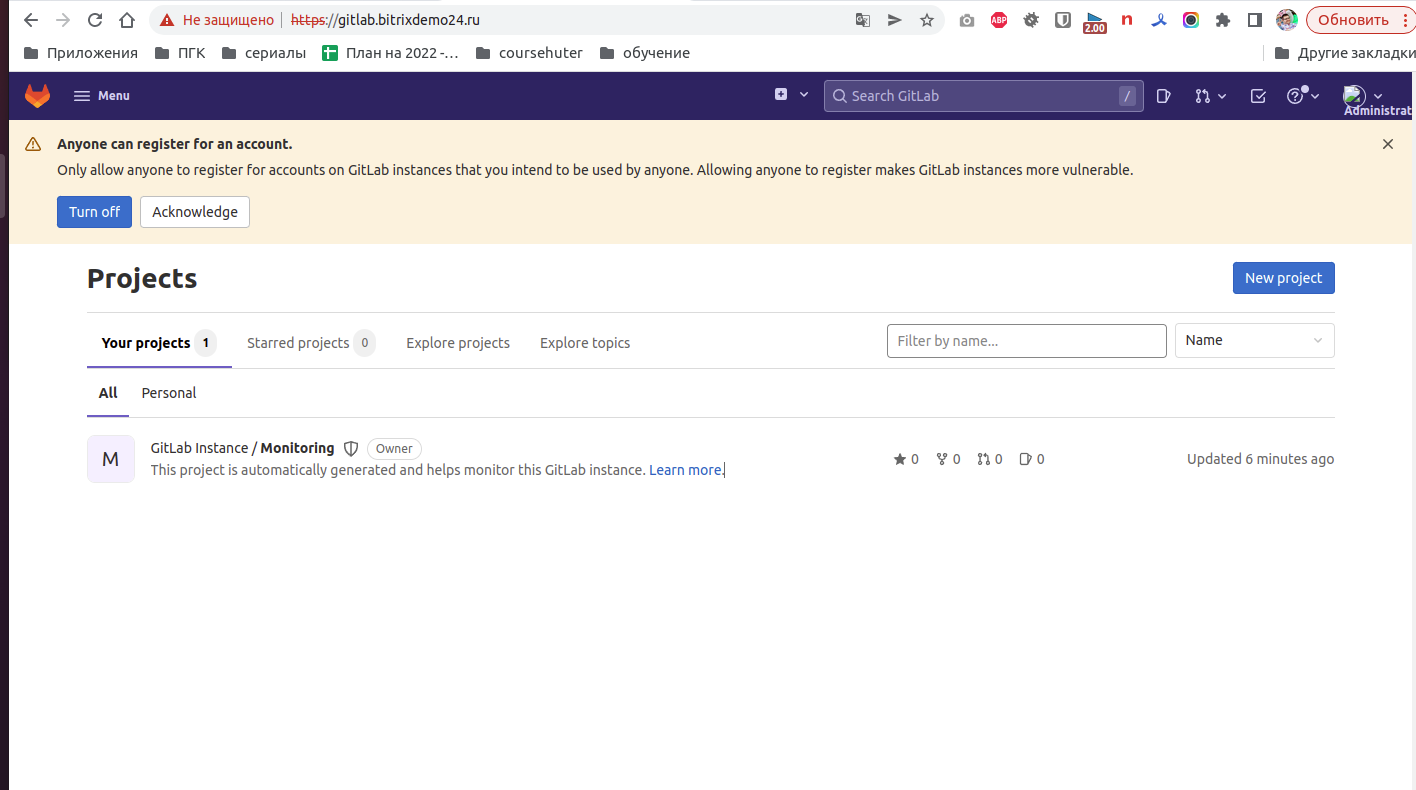 Не защищено https://gitlab.bitrixdemo24.ru ABP 2.00 n Обновить
Приложения ПГК сериалы План на 2022 -... coursehuter обучение Другие закладки
Menu Search GitLab / Administrat
Anyone can register for an account.
Only allow anyone to register for accounts on GitLab instances that you intend to be used by anyone. Allowing anyone to register makes GitLab instances more vulnerable.
Turn off Acknowledge
Projects New project
Your projects 1 Starred projects 0 Explore projects Explore topics Filter by name... Name
All Personal
M GitLab Instance / Monitoring Owner
This project is automatically generated and helps monitor this GitLab instance. Learn more.
0 0 0 0 Updated 6 minutes ago